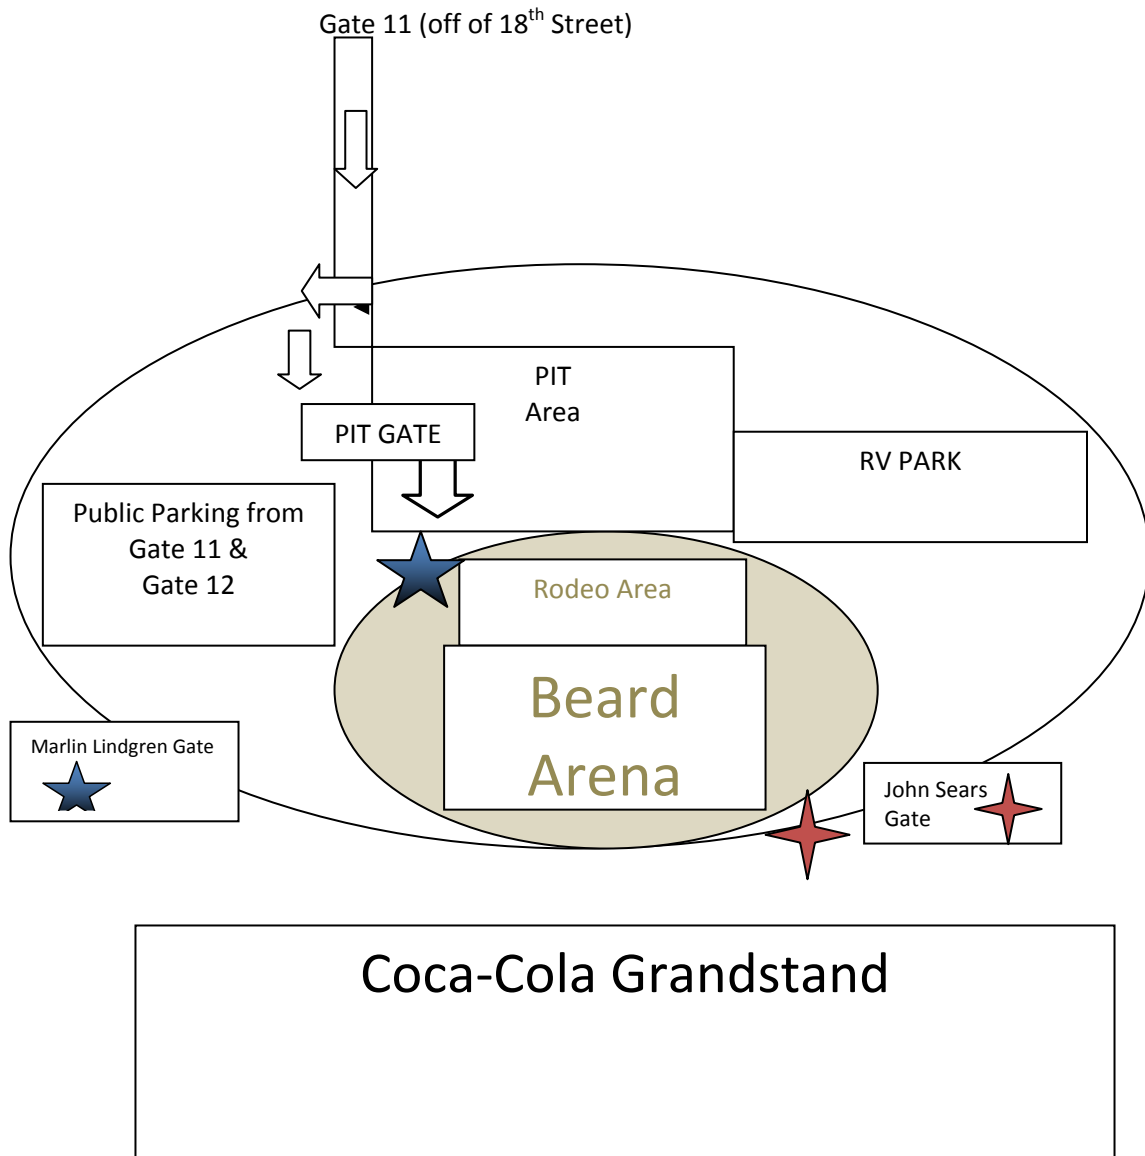 Gate 11 (off of 18th Street)
PIT
Area
PIT GATE
RV PARK
Public Parking from
Gate 11 &
Gate 12
Rodeo Area
Beard
Arena
Marlin Lindgren Gate
John Sears
Gate
Coca-Cola Grandstand